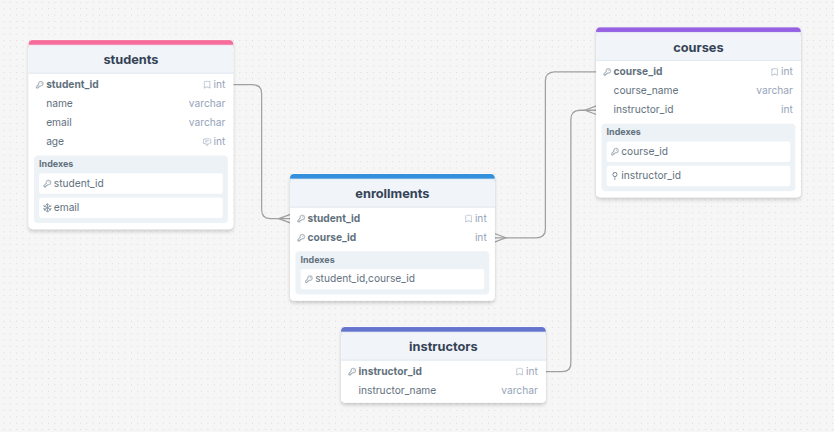 students
student_id int
name varchar
email varchar
age int
Indexes
student_id
email
enrollments
student_id int
course_id int
Indexes
student_id,course_id
instructors
instructor_id int
instructor_name varchar
courses
course_id int
course_name varchar
instructor_id int
Indexes
course_id
instructor_id